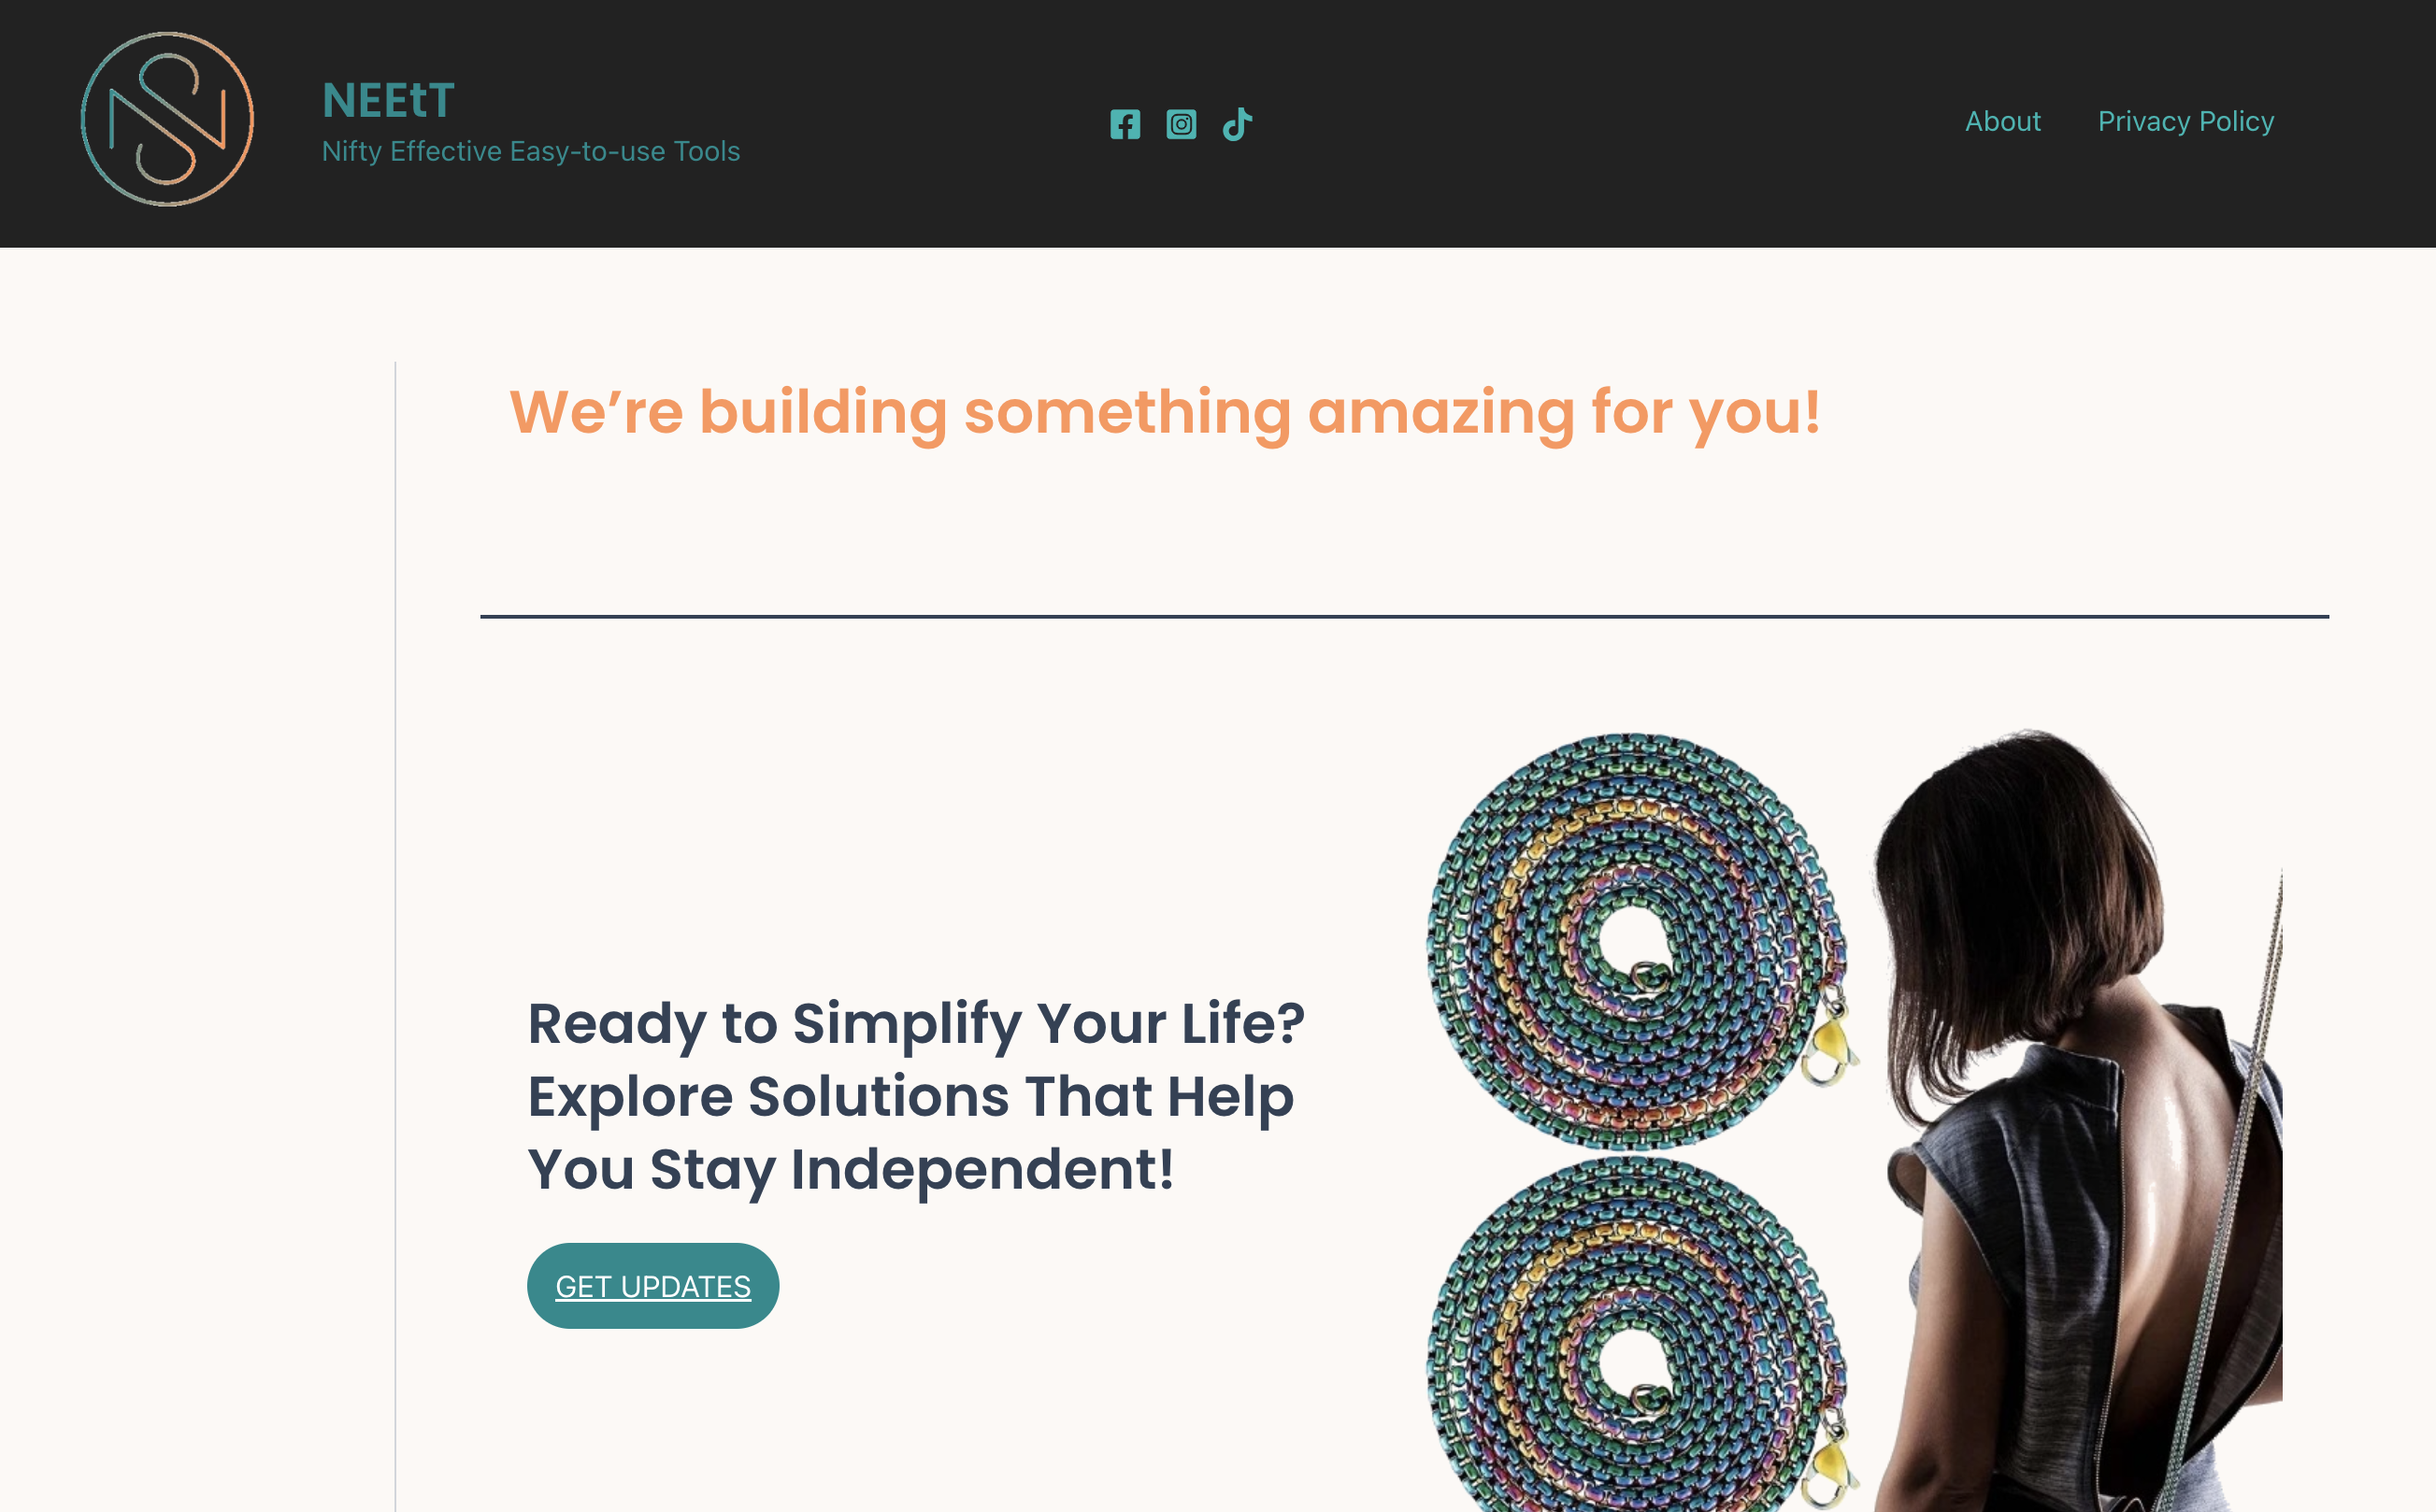 NEEtT
Nifty Effective Easy-to-use Tools
About
Privacy Policy
We’re building something amazing for you!
Ready to Simplify Your Life?
Explore Solutions That Help
You Stay Independent!
GET UPDATES